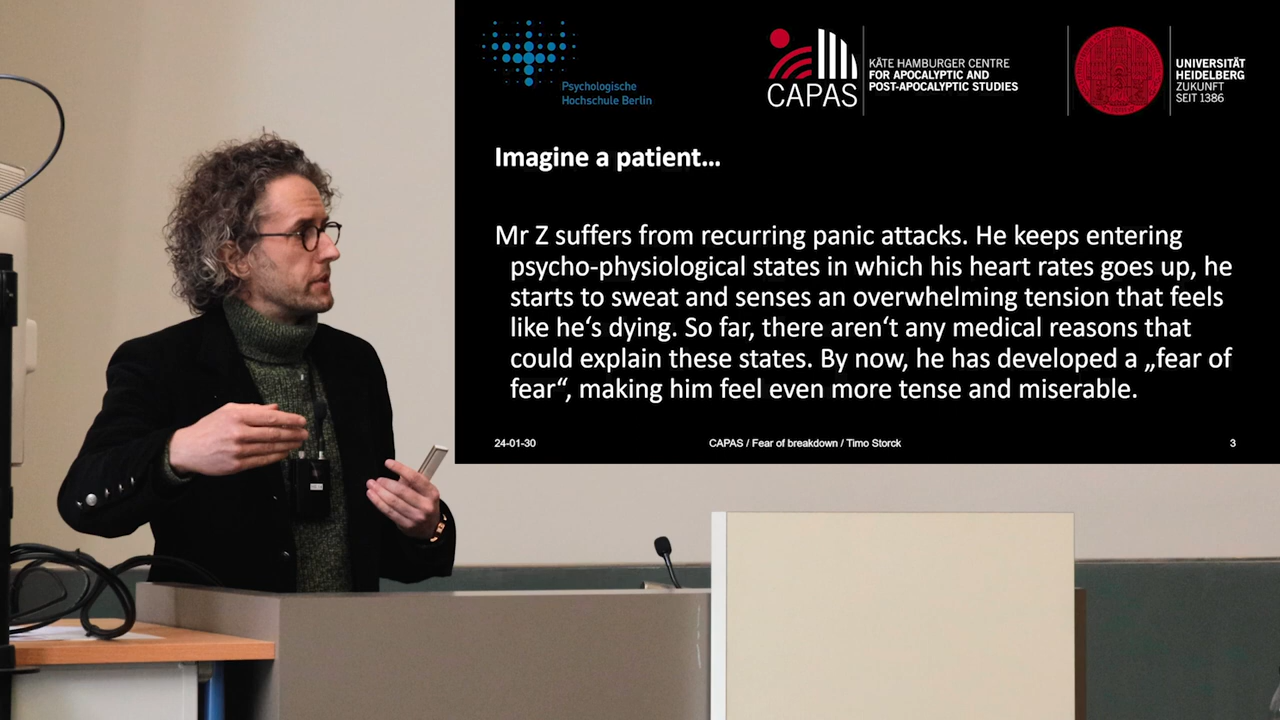 Psychologische
Hochschule Berlin
CAPAS
KÄTE HAMBURGER CENTRE
FOR APOCALYPTIC AND
POST-APOCALYPTIC STUDIES
UNIVERSITÄT
HEIDELBERG
ZUKUNFT
SEIT 1386
Imagine a patient...
Mr Z suffers from recurring panic attacks. He keeps entering
psycho-physiological states in which his heart rates goes up, he
starts to sweat and senses an overwhelming tension that feels
like he‘s dying. So far, there aren‘t any medical reasons that
could explain these states. By now, he has developed a „fear of
fear“, making him feel even more tense and miserable.
24-01-30 CAPAS / Fear of breakdown / Timo Storck 3